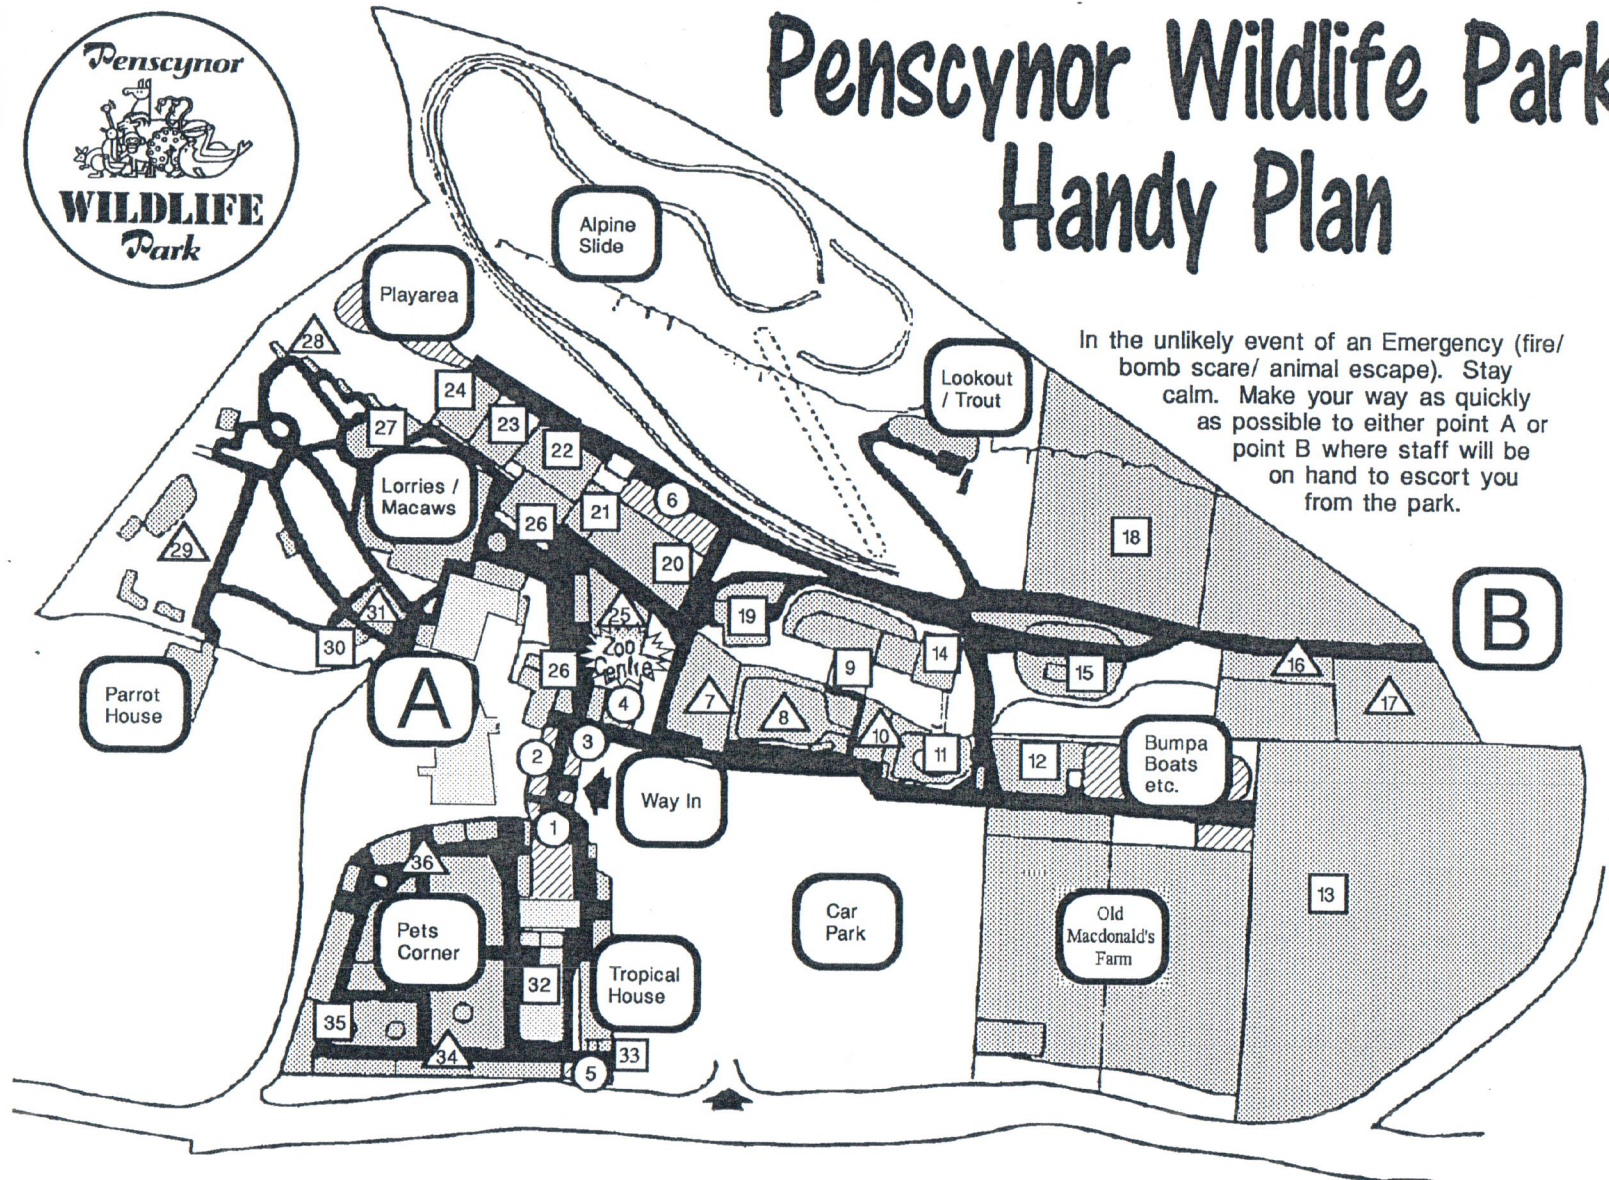 Penscynor
WILDLIFE
Park
Penscynor Wildlife Park
Handy Plan
In the unlikely event of an Emergency (fire/
bomb scare/ animal escape). Stay
calm. Make your way as quickly
as possible to either point A or
point B where staff will be
on hand to escort you
from the park.
Alpine
Slide
Playarea
Lookout
/ Trout
28
24
23
27
22
Lorries /
Macaws
6
21
26
20
18
29
31
30
25
19
Zoo
Centre
26
4
9
14
15
16
17
B
Parrot
House
A
7
8
10
11
12
Bumpa
Boats
etc.
2
3
Way In
1
36
13
Pets
Corner
Car
Park
Old
Macdonald's
Farm
32
Tropical
House
35
34
33
5